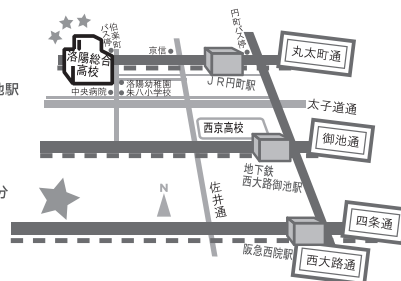 伯楽町
バス停
円町
バス停
京信
丸太町通
洛陽総合
高校
洛陽幼稚園
朱八小学校
中央病院
JR円町駅
池駅
太子道通
西京高校
御池通
地下鉄
西大路御池駅
分
N
佐井通
四条通
阪急西院駅
西大路通